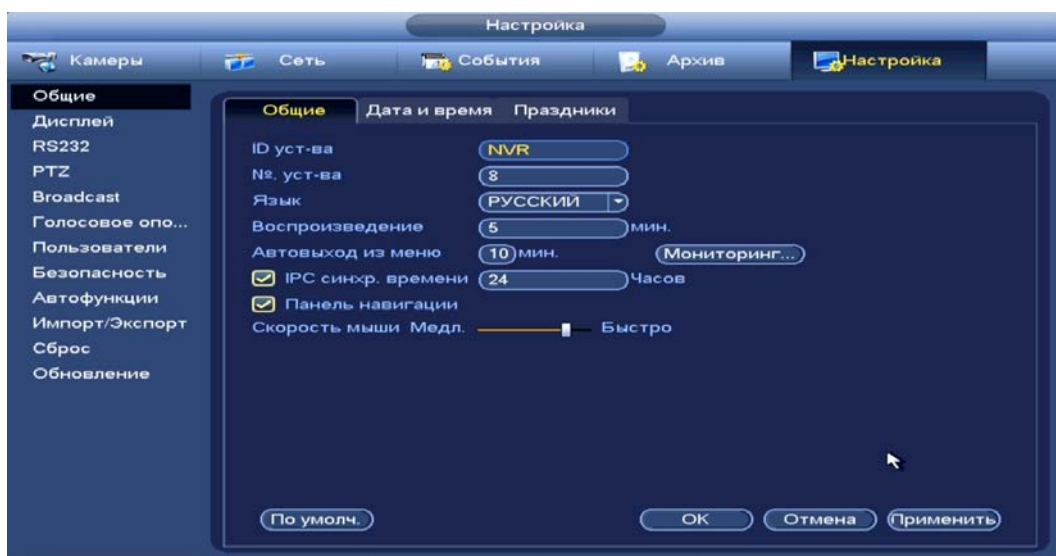 Настройка
Камеры Сеть События Архив Настройка
Общие
Дисплей
RS232
PTZ
Broadcast
Голосовое опо...
Пользователи
Безопасность
Автофункции
Импорт/Экспорт
Сброс
Обновление
Общие Дата и время Праздники
ID уст-ва NVR
№. уст-ва 8
Язык РУССКИЙ
Воспроизведение 5 мин.
Автовыход из меню 10 мин. Мониторинг...
IPC синхр. времени 24 Часов
Панель навигации
Скорость мыши Медл. Быстро
По умолч. OK Отмена Применить